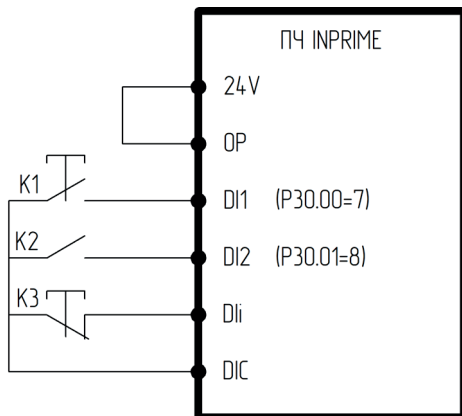 ПЧ INPRIME
24V
OP
K1
DI1 (P30.00=7)
K2
DI2 (P30.01=8)
K3
DIi
DIC